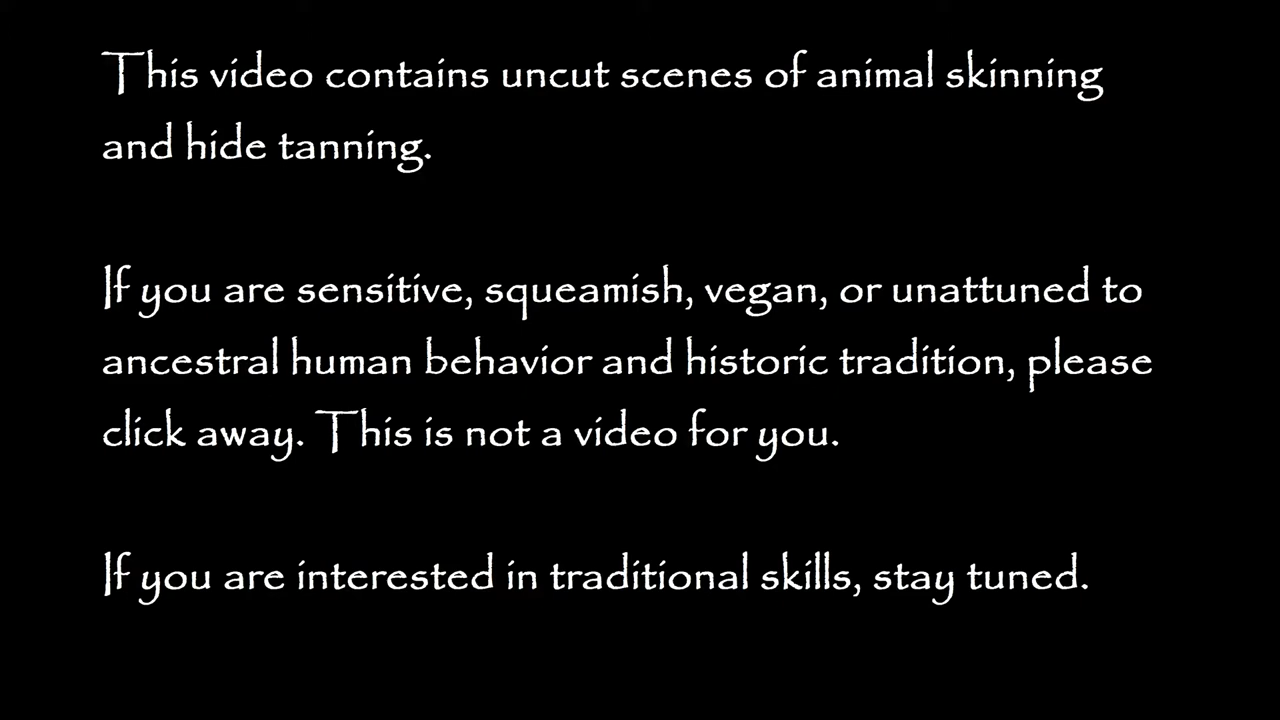 This video contains uncut scenes of animal skinning
and hide tanning.
If you are sensitive, squeamish, vegan, or unattuned to
ancestral human behavior and historic tradition, please
click away. This is not a video for you.
If you are interested in traditional skills, stay tuned.